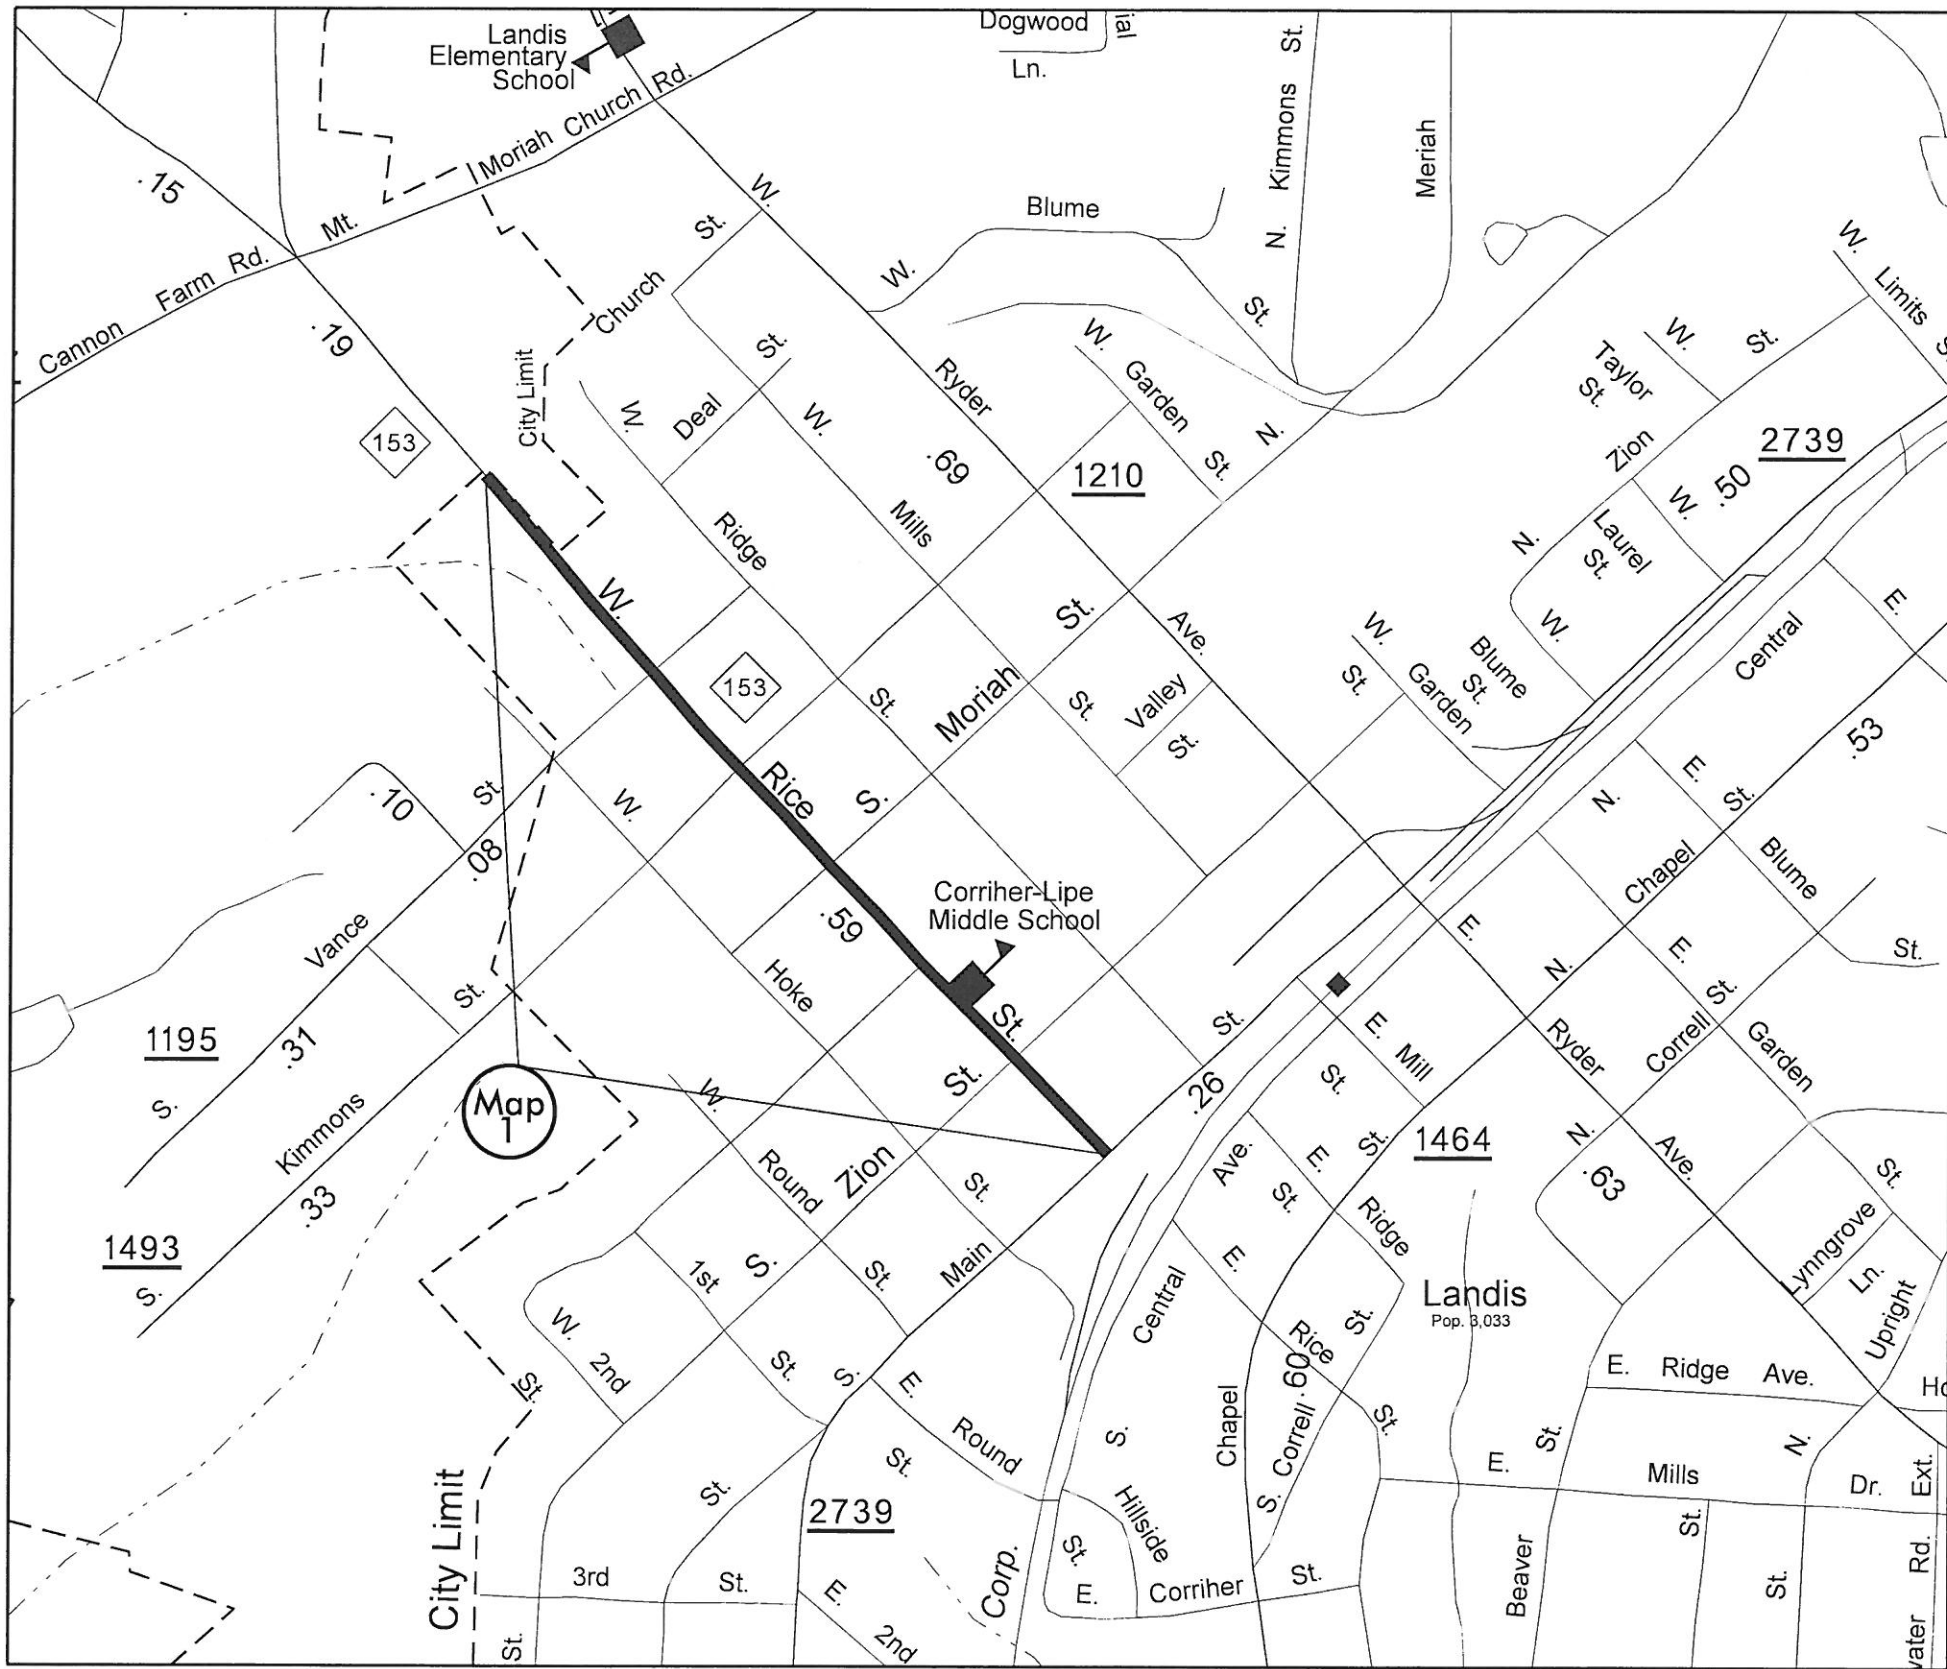 Landis
Elementary
School
Mt. Moriah Church Rd.
Cannon Farm Rd.
Dogwood
Ln.
N. Kimmons St.
Meriah
W. Blume St.
.15
.19
153
City Limit
Church St.
W. Ryder Ave.
.69
1210
W. Garden St.
N.
W. Deal St.
W. Mills St.
W. Ridge St.
W. Limits
W. Taylor St.
N. Zion St.
2739
.50
W. Laurel St.
W. Blume St.
W. Garden St.
Central
E.
.53
W. Rice St.
153
S. Moriah St.
Valley St.
.59
Corriher-Lipe
Middle School
.10
.08
S. Vance St.
1195
.31
S. Kimmons St.
1493
.33
W. Hoke St.
Map
1
W. Round St.
S. Zion St.
1st St.
W. 2nd
S. Main St.
.26
E. Mill St.
N. Chapel St.
E. Blume St.
N.
E. Garden St.
E. Ryder Ave.
N. Correll St.
1464
.63
Lynngrove
Ln.
Upright
E. Ridge St.
Central Ave.
E. Rice St.
.60
S. Correll St.
Landis
Pop. 3,033
E. Ridge Ave.
E. Mills Dr.
N.
Ext.
Rd.
St.
City Limit
2739
E. Round St.
S. Chapel
Hillside
St.
E. Corriher St.
Beaver St.
St.
St.
3rd St.
St.
St.
E. 2nd
Corp.